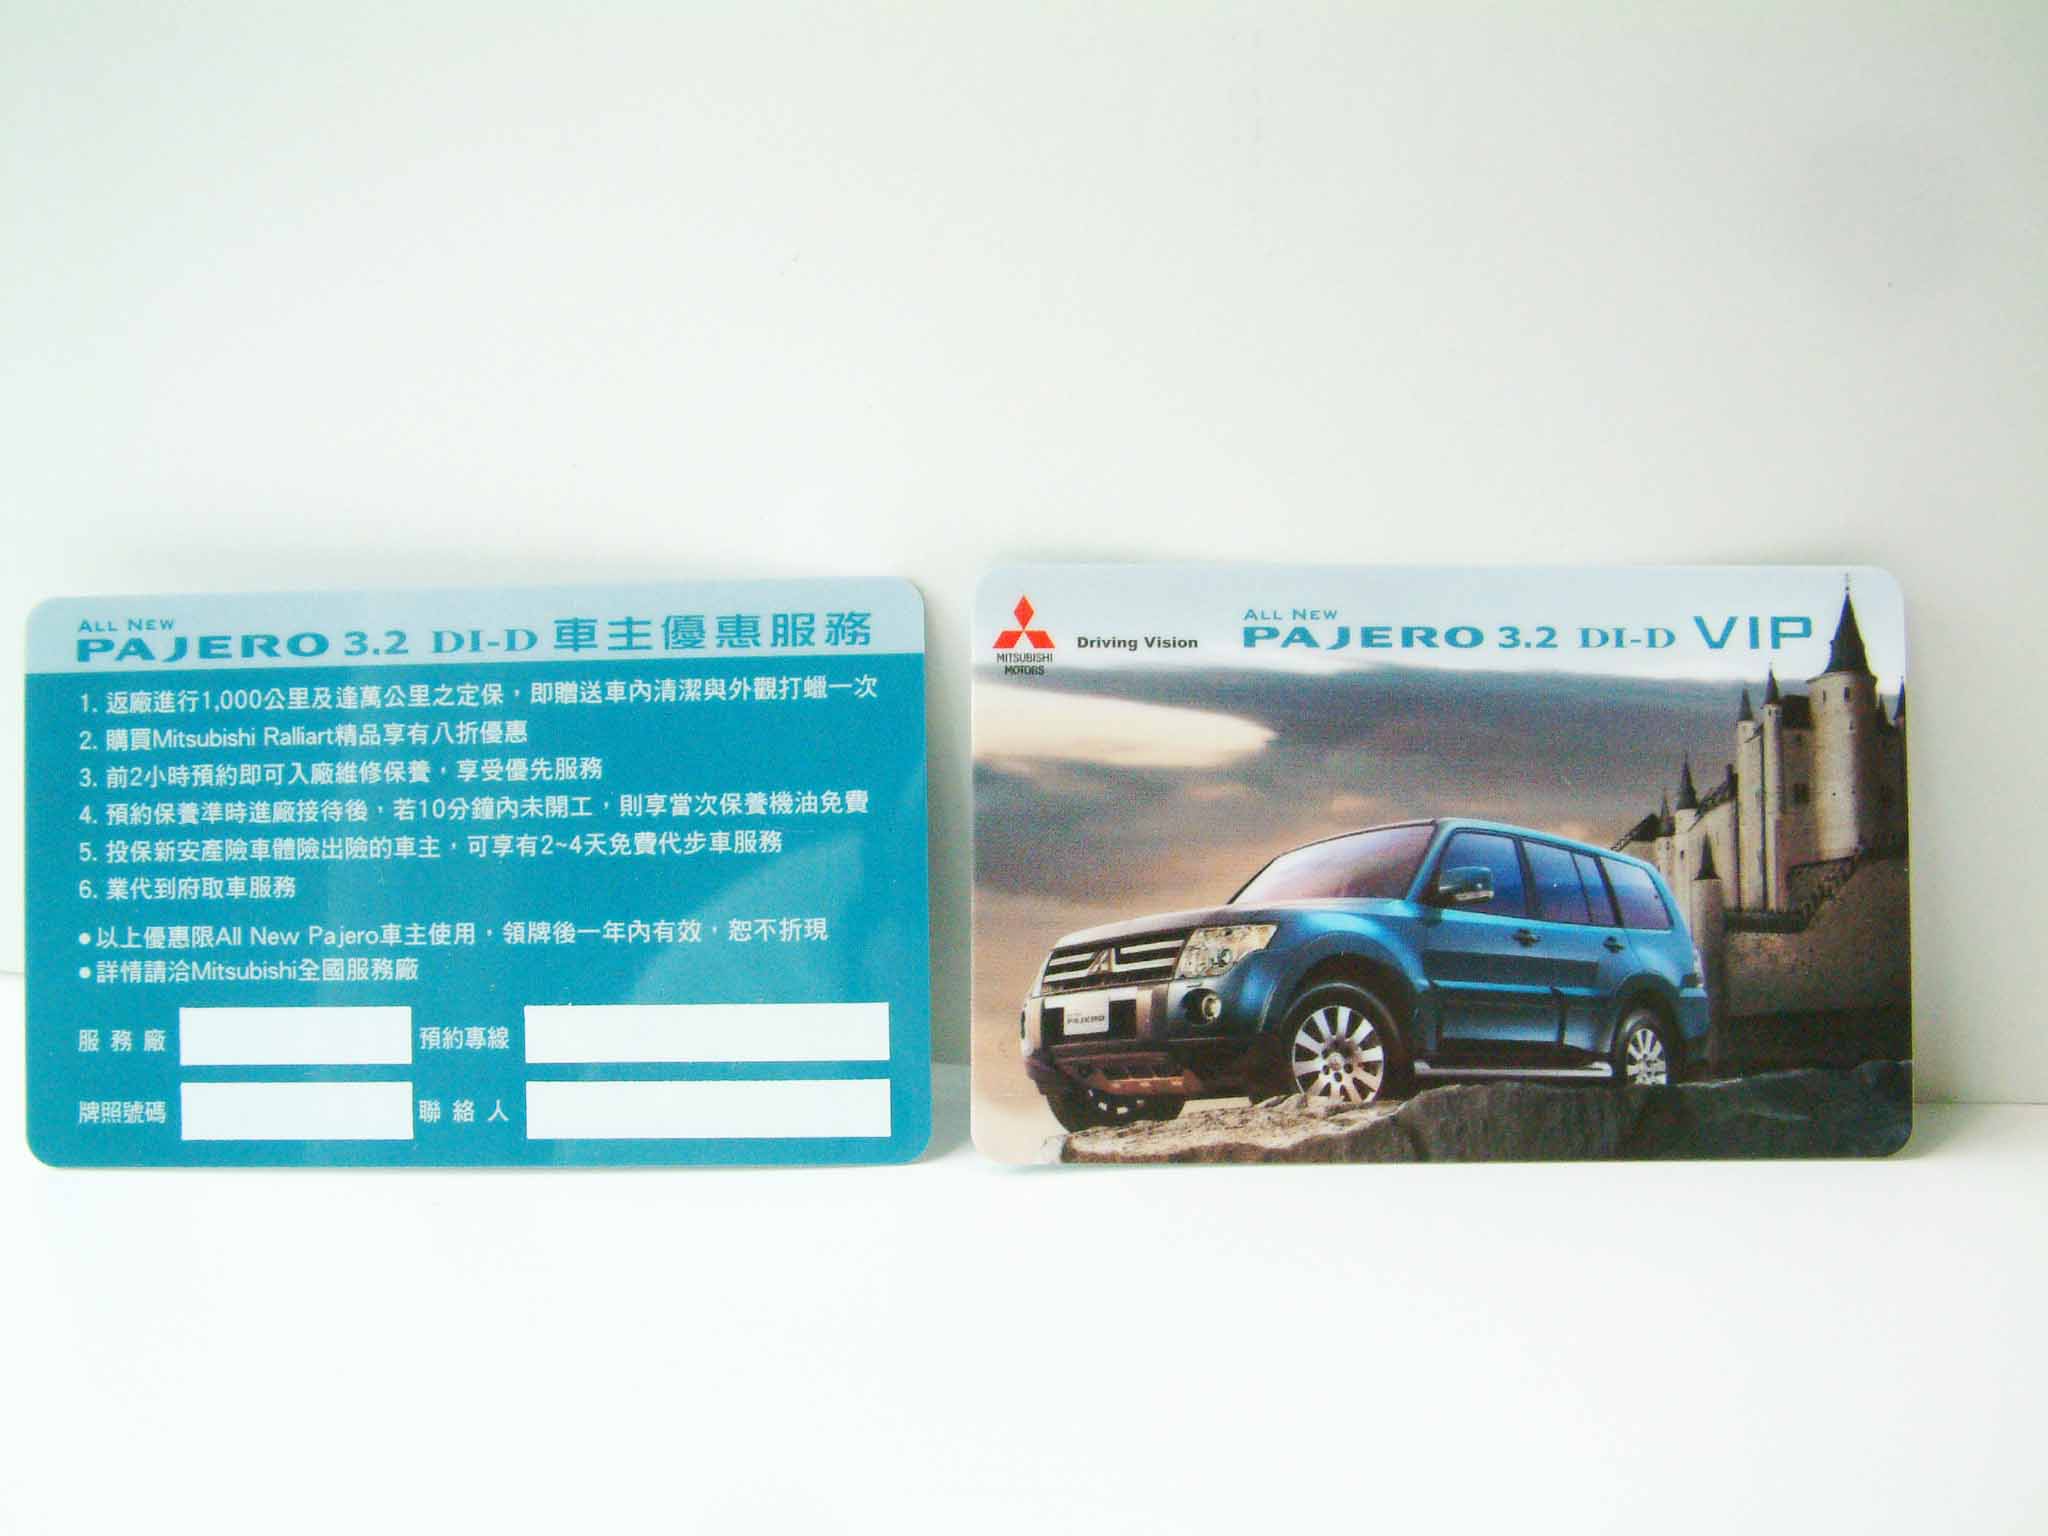 ALL NEW
PAJERO 3.2 DI-D 車主優惠服務
1. 返廠進行1,000公里及達萬公里之定保，即贈送車內清潔與外觀打蠟一次
2. 購買Mitsubishi Ralliart精品享有八折優惠
3. 前2小時預約即可入廠維修保養，享受優先服務
4. 預約保養準時進廠接待後，若10分鐘內未開工，則享當次保養機油免費
5. 投保新安產險車體險出險的車主，可享有2~4天免費代步車服務
6. 業代到府取車服務
●以上優惠限All New Pajero車主使用，領牌後一年內有效，恕不折現
●詳情請洽Mitsubishi全國服務廠
服務廠 預約專線
牌照號碼 聯絡人
MITSUBISHI
MOTORS
Driving Vision
ALL NEW
PAJERO 3.2 DI-D VIP
PAJERO